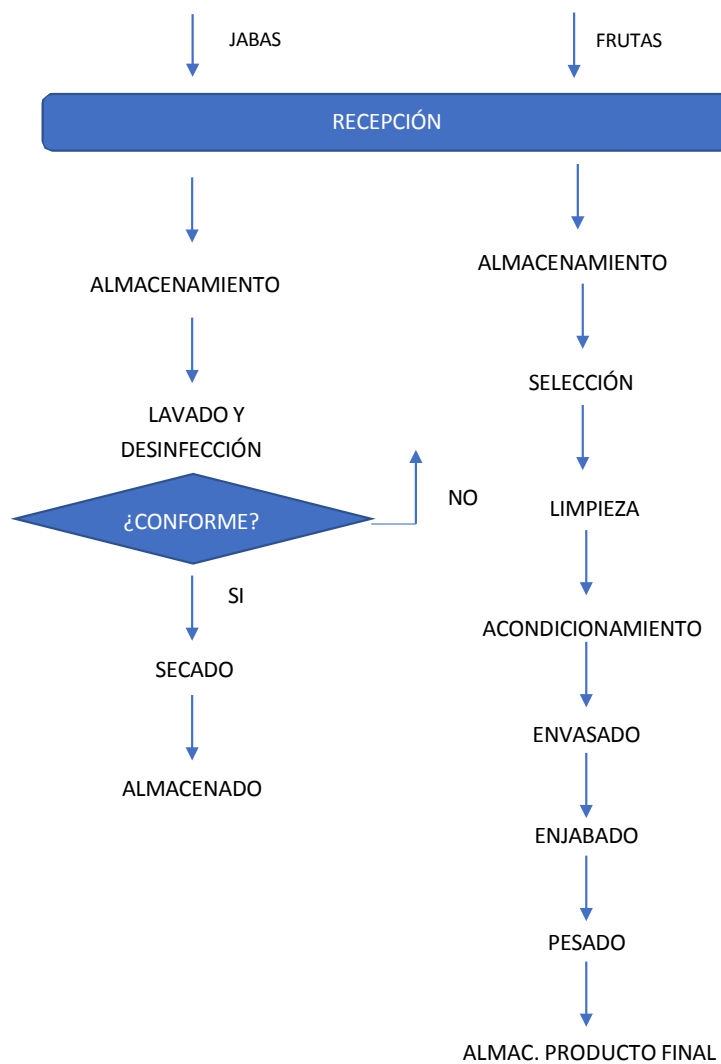 JABAS
FRUTAS
RECEPCIÓN
ALMACENAMIENTO
LAVADO Y
DESINFECCIÓN
¿CONFORME?
NO
SI
SECADO
ALMACENADO
ALMACENAMIENTO
SELECCIÓN
LIMPIEZA
ACONDICIONAMIENTO
ENVASADO
ENJABADO
PESADO
ALMAC. PRODUCTO FINAL